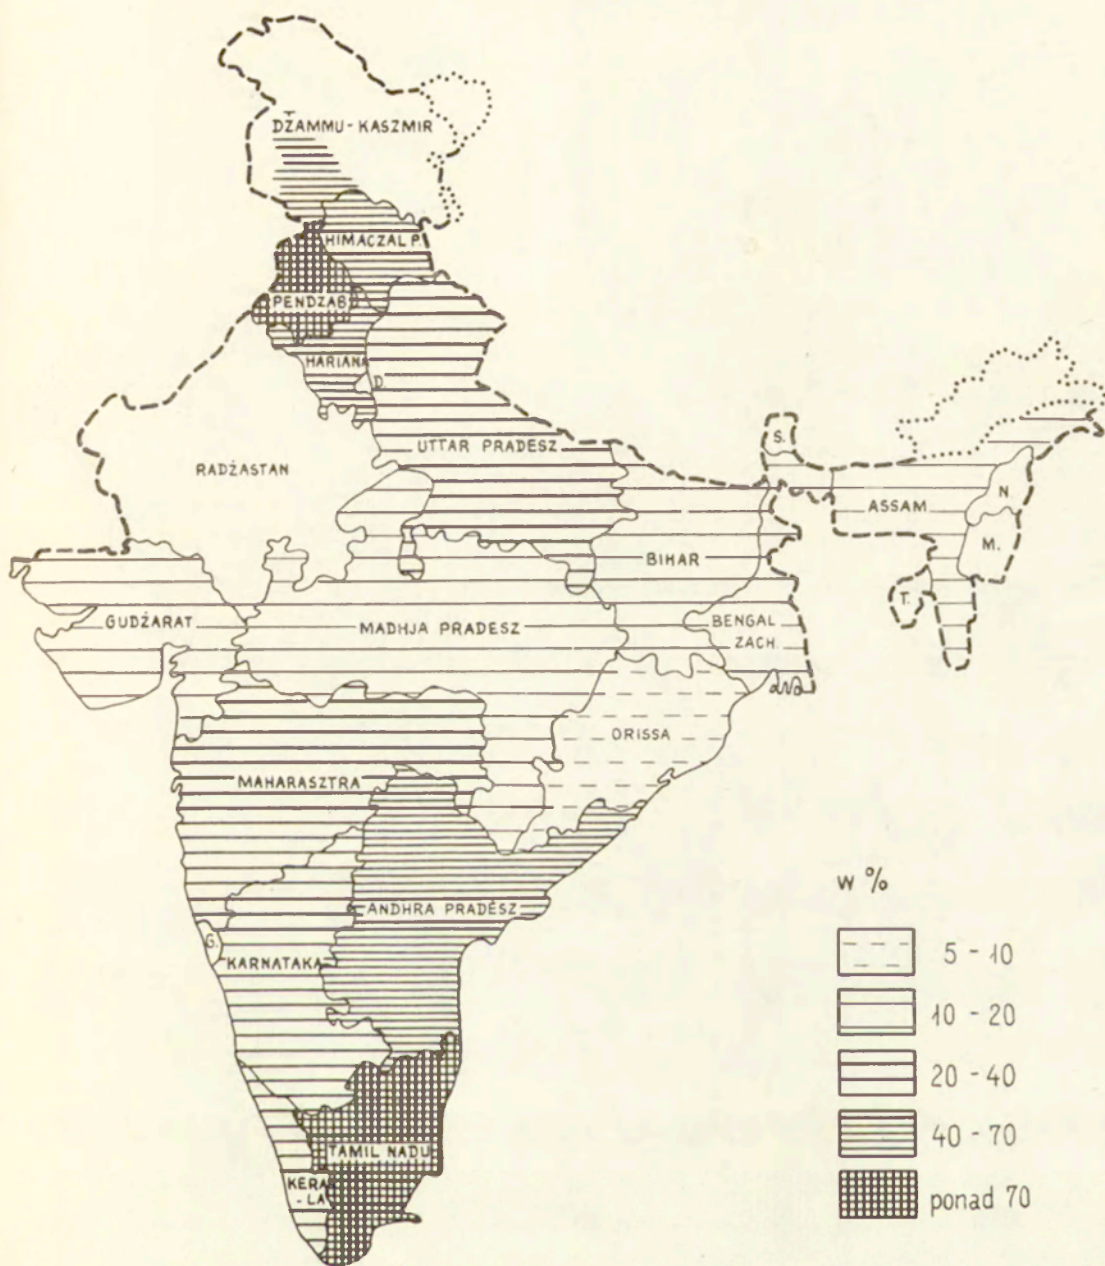 DŻAMMU-KASZMIR
HIMACZAL P.
PENDŻAB
HARIANA
D.
UTTAR PRADESZ
RADŻASTAN
S.
ASSAM
N.
M.
T.
BIHAR
GUDŻARAT
MADHJA PRADESZ
BENGAL
ZACH.
ORISSA
MAHARASZTRA
ANDHRA PRADESZ
G.
KARNATAKA
TAMIL NADU
KERA
-LA
w %
5 - 10
10 - 20
20 - 40
40 - 70
ponad 70